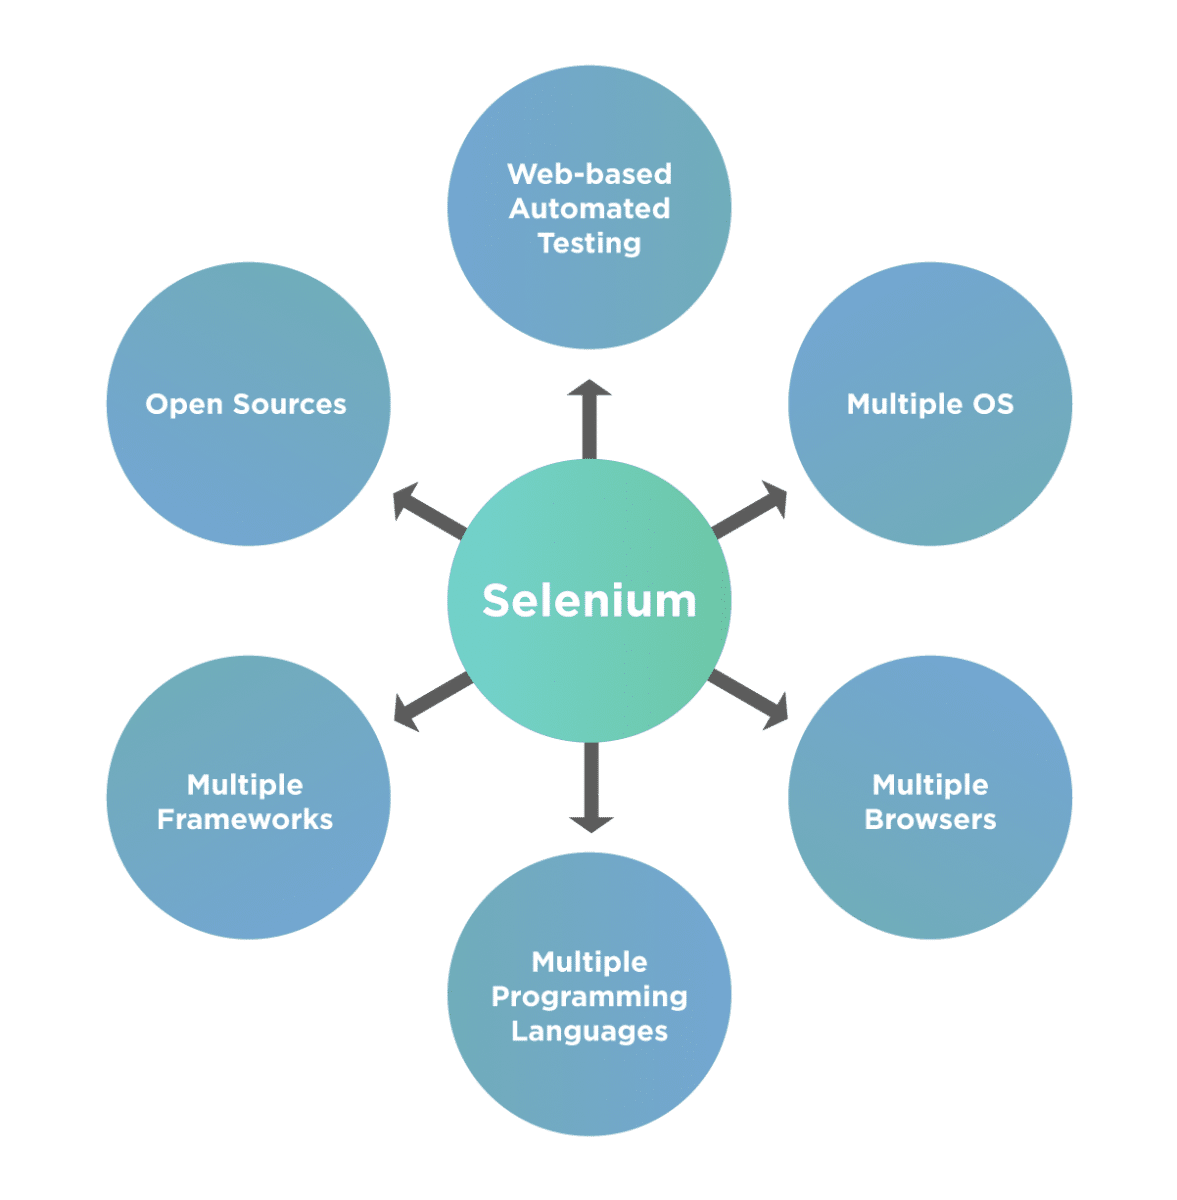 Web-based
Automated
Testing
Open Sources
Multiple OS
Selenium
Multiple
Frameworks
Multiple
Browsers
Multiple
Programming
Languages